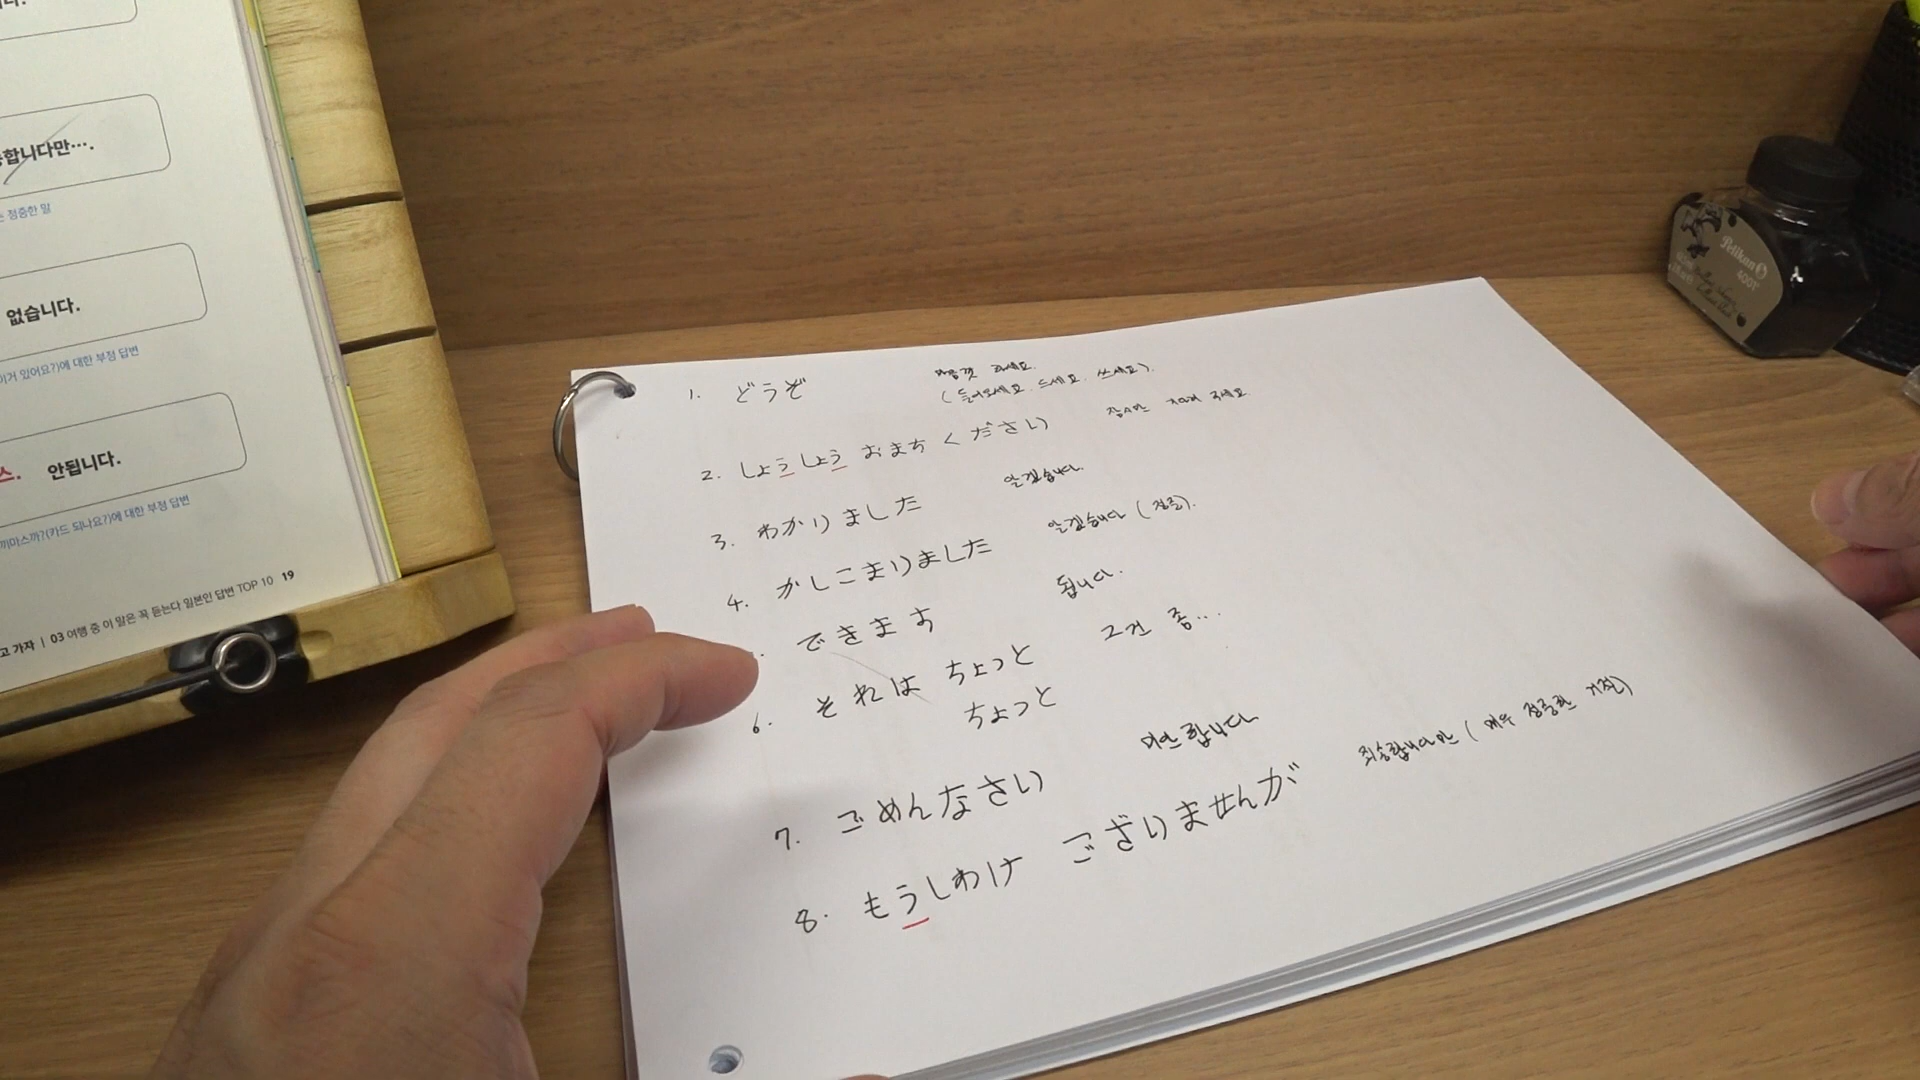 합니다만….
는 정중한 말
없습니다.
이거 있어요?)에 대한 부정 답변
스. 안됩니다.
끼마스까?(카드 되나요?)에 대한 부정 답변
고 가자 | 03 여행 중 이 말은 꼭 듣는다 일본인 답변 TOP 10 19
Pelikan
4001
1. どうぞ 마음껏 하세요.
(들어오세요. 드세요. 쓰세요).
2. しょうしょう おまち ください 잠시만 기다려 주세요.
3. わかりました 알겠습니다.
4. かしこまりました 알겠습니다 (정중).
できます 됩니다.
6. それは ちょっと 그건 좀...
ちょっと
7. ごめんなさい 미안합니다
8. もうしわけ ございませんが 죄송합니다만 (매우 정중한 거절)